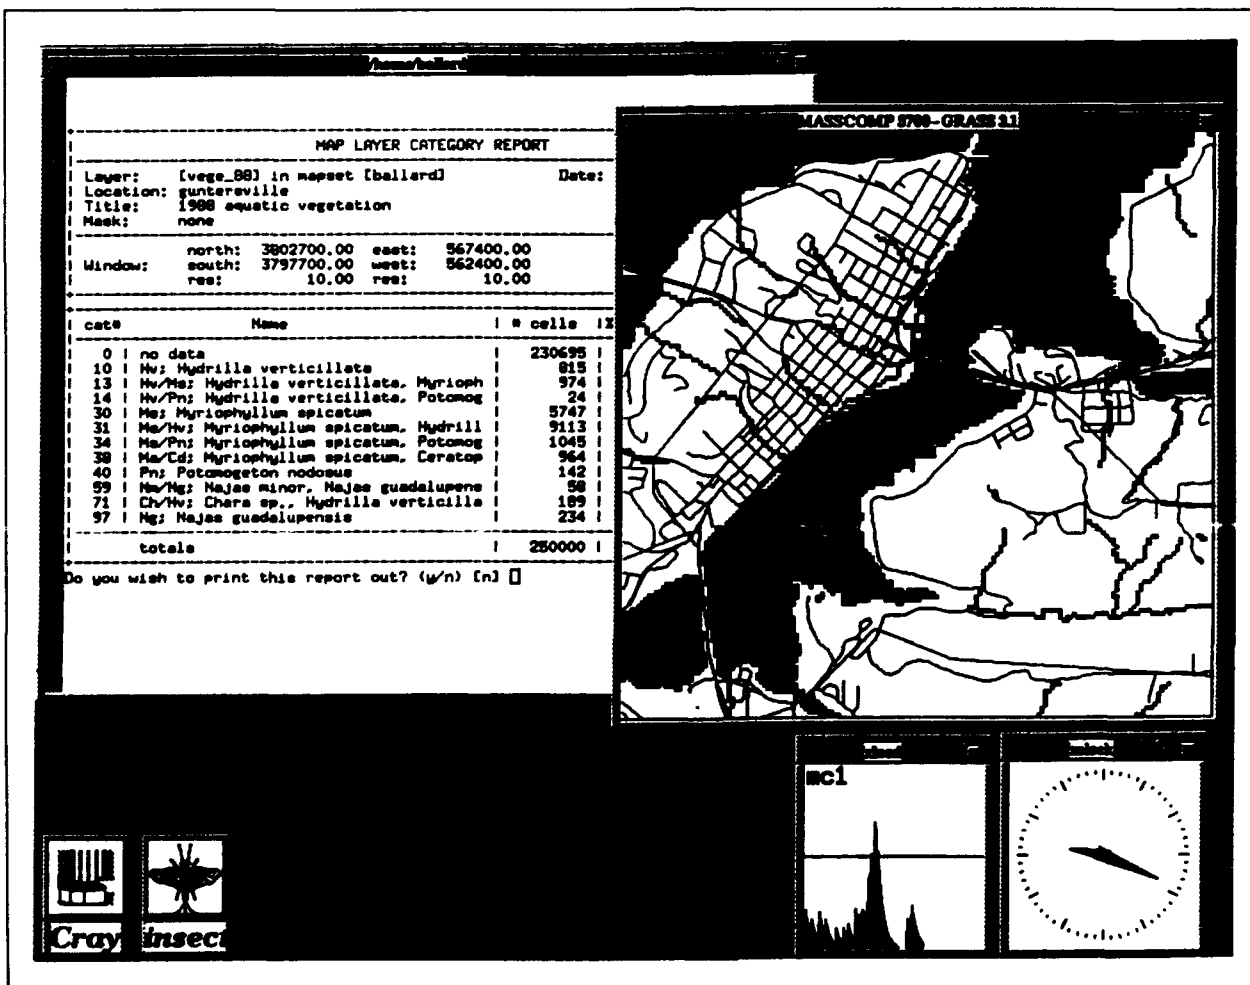 /home/ballard
MAP LAYER CATEGORY REPORT
Layer: [vege_88] in mapset [ballard] Date:
Location: guntersville
Title: 1988 aquatic vegetation
Mask: none
north: 3802700.00 east: 567400.00
Window: south: 3797700.00 west: 562400.00
res: 10.00 res: 10.00
cat# Name # cells %
0 no data 230695
10 Hv; Hydrilla verticillata 815
13 Hv/Ms; Hydrilla verticillata, Myrioph 974
14 Hv/Pn; Hydrilla verticillata, Potamog 24
30 Ms; Myriophyllum spicatum 5747
31 Ms/Hv; Myriophyllum spicatum, Hydrill 9113
34 Ms/Pn; Myriophyllum spicatum, Potamog 1045
38 Ms/Cd; Myriophyllum spicatum, Ceratop 964
40 Pn; Potamogeton nodosus 142
59 Nm/Ng; Najas minor, Najas guadalupens 58
71 Ch/Hv; Chara sp., Hydrilla verticilla 189
97 Ng; Najas guadalupensis 234
totals 250000
Do you wish to print this report out? (y/n) [n]
MASSCOMP 5700 - GRASS 3.1
mc1
Cray
insect